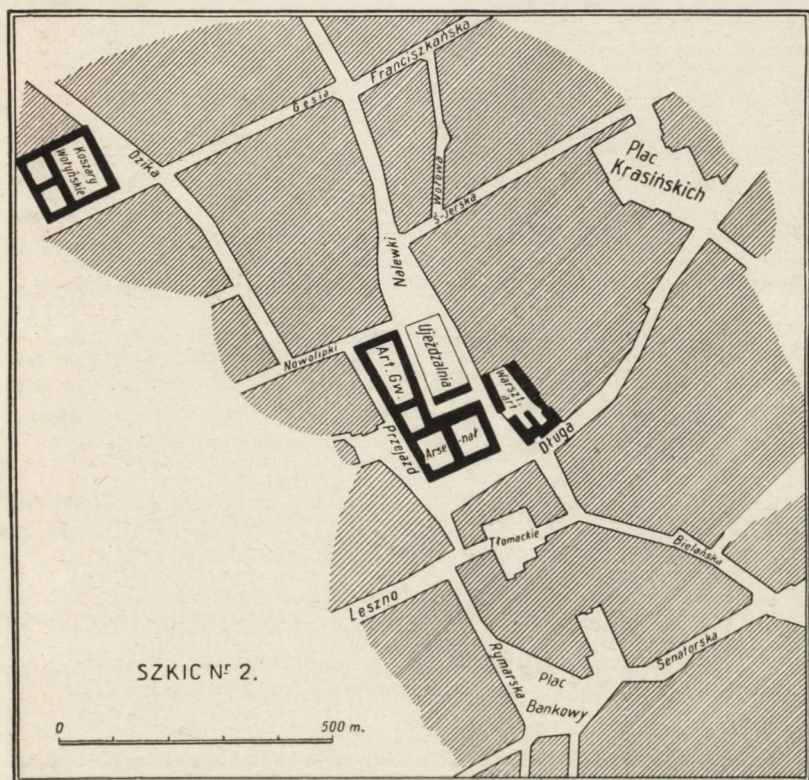 Franciszkańska
Gęsia
Dzika
Koszary
Wołyńskie
Wołowa
Ś-Jerska
Plac
Krasińskich
Nalewki
Nowolipki
Ujeżdżalnia
Art. Gw.
Warszt.
art.
Przejazd
Arse
-nał
Długa
Tłomackie
Bielańska
Leszno
Rymarska
Senatorska
Plac
Bankowy
SZKIC Nr 2.
0 500 m.